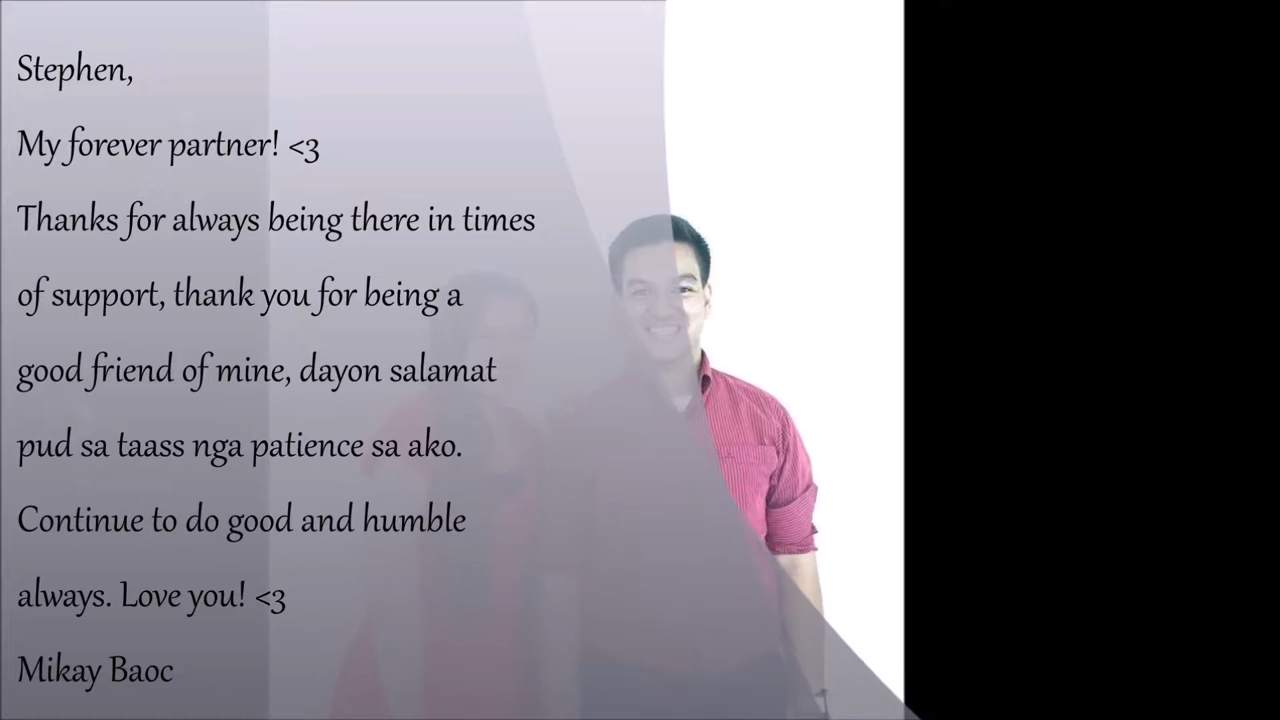 Stephen,
My forever partner! <3
Thanks for always being there in times
of support, thank you for being a
good friend of mine, dayon salamat
pud sa taass nga patience sa ako.
Continue to do good and humble
always. Love you! <3
Mikay Baoc